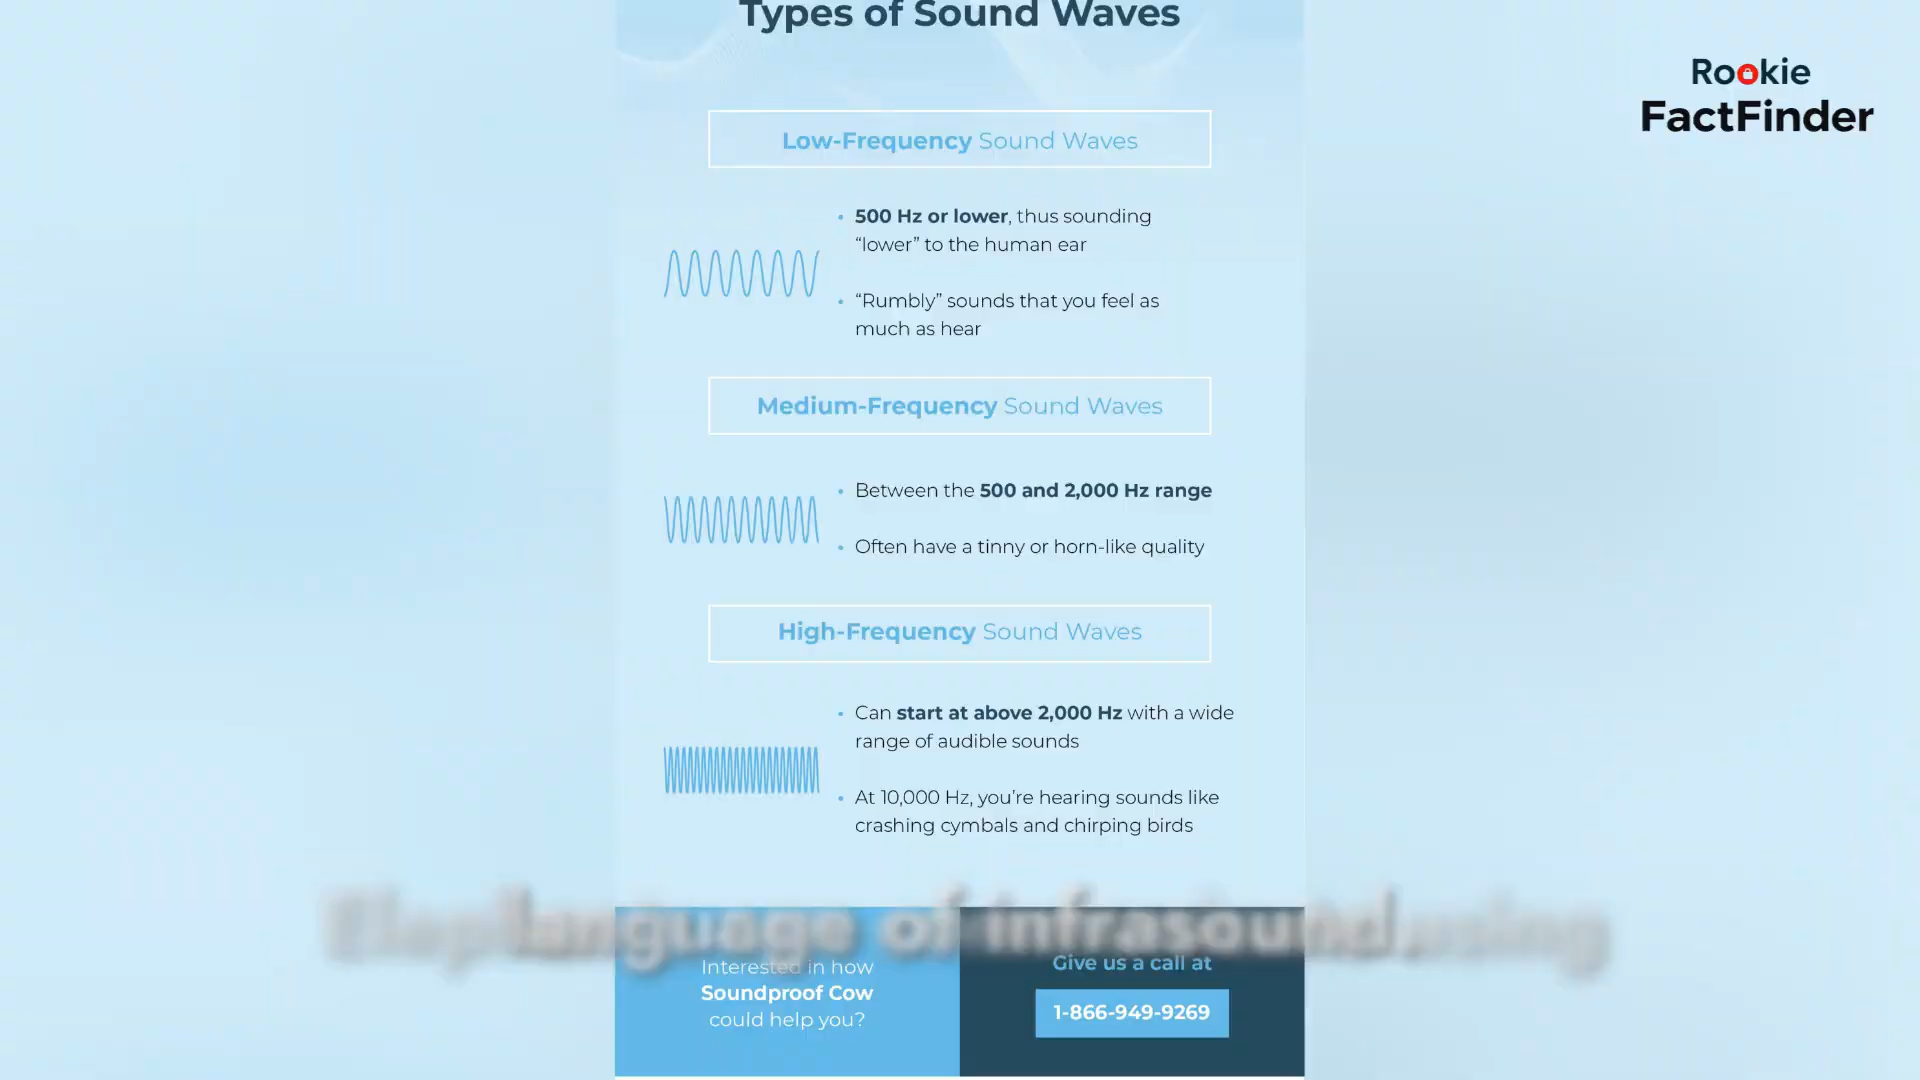 Types of Sound Waves
Rookie
FactFinder
Low-Frequency Sound Waves
• 500 Hz or lower, thus sounding
“lower” to the human ear
• “Rumbly” sounds that you feel as
much as hear
Medium-Frequency Sound Waves
• Between the 500 and 2,000 Hz range
• Often have a tinny or horn-like quality
High-Frequency Sound Waves
• Can start at above 2,000 Hz with a wide
range of audible sounds
• At 10,000 Hz, you’re hearing sounds like
crashing cymbals and chirping birds
language of infrasound. using
Interested in how
Soundproof Cow
could help you?
Give us a call at
1-866-949-9269